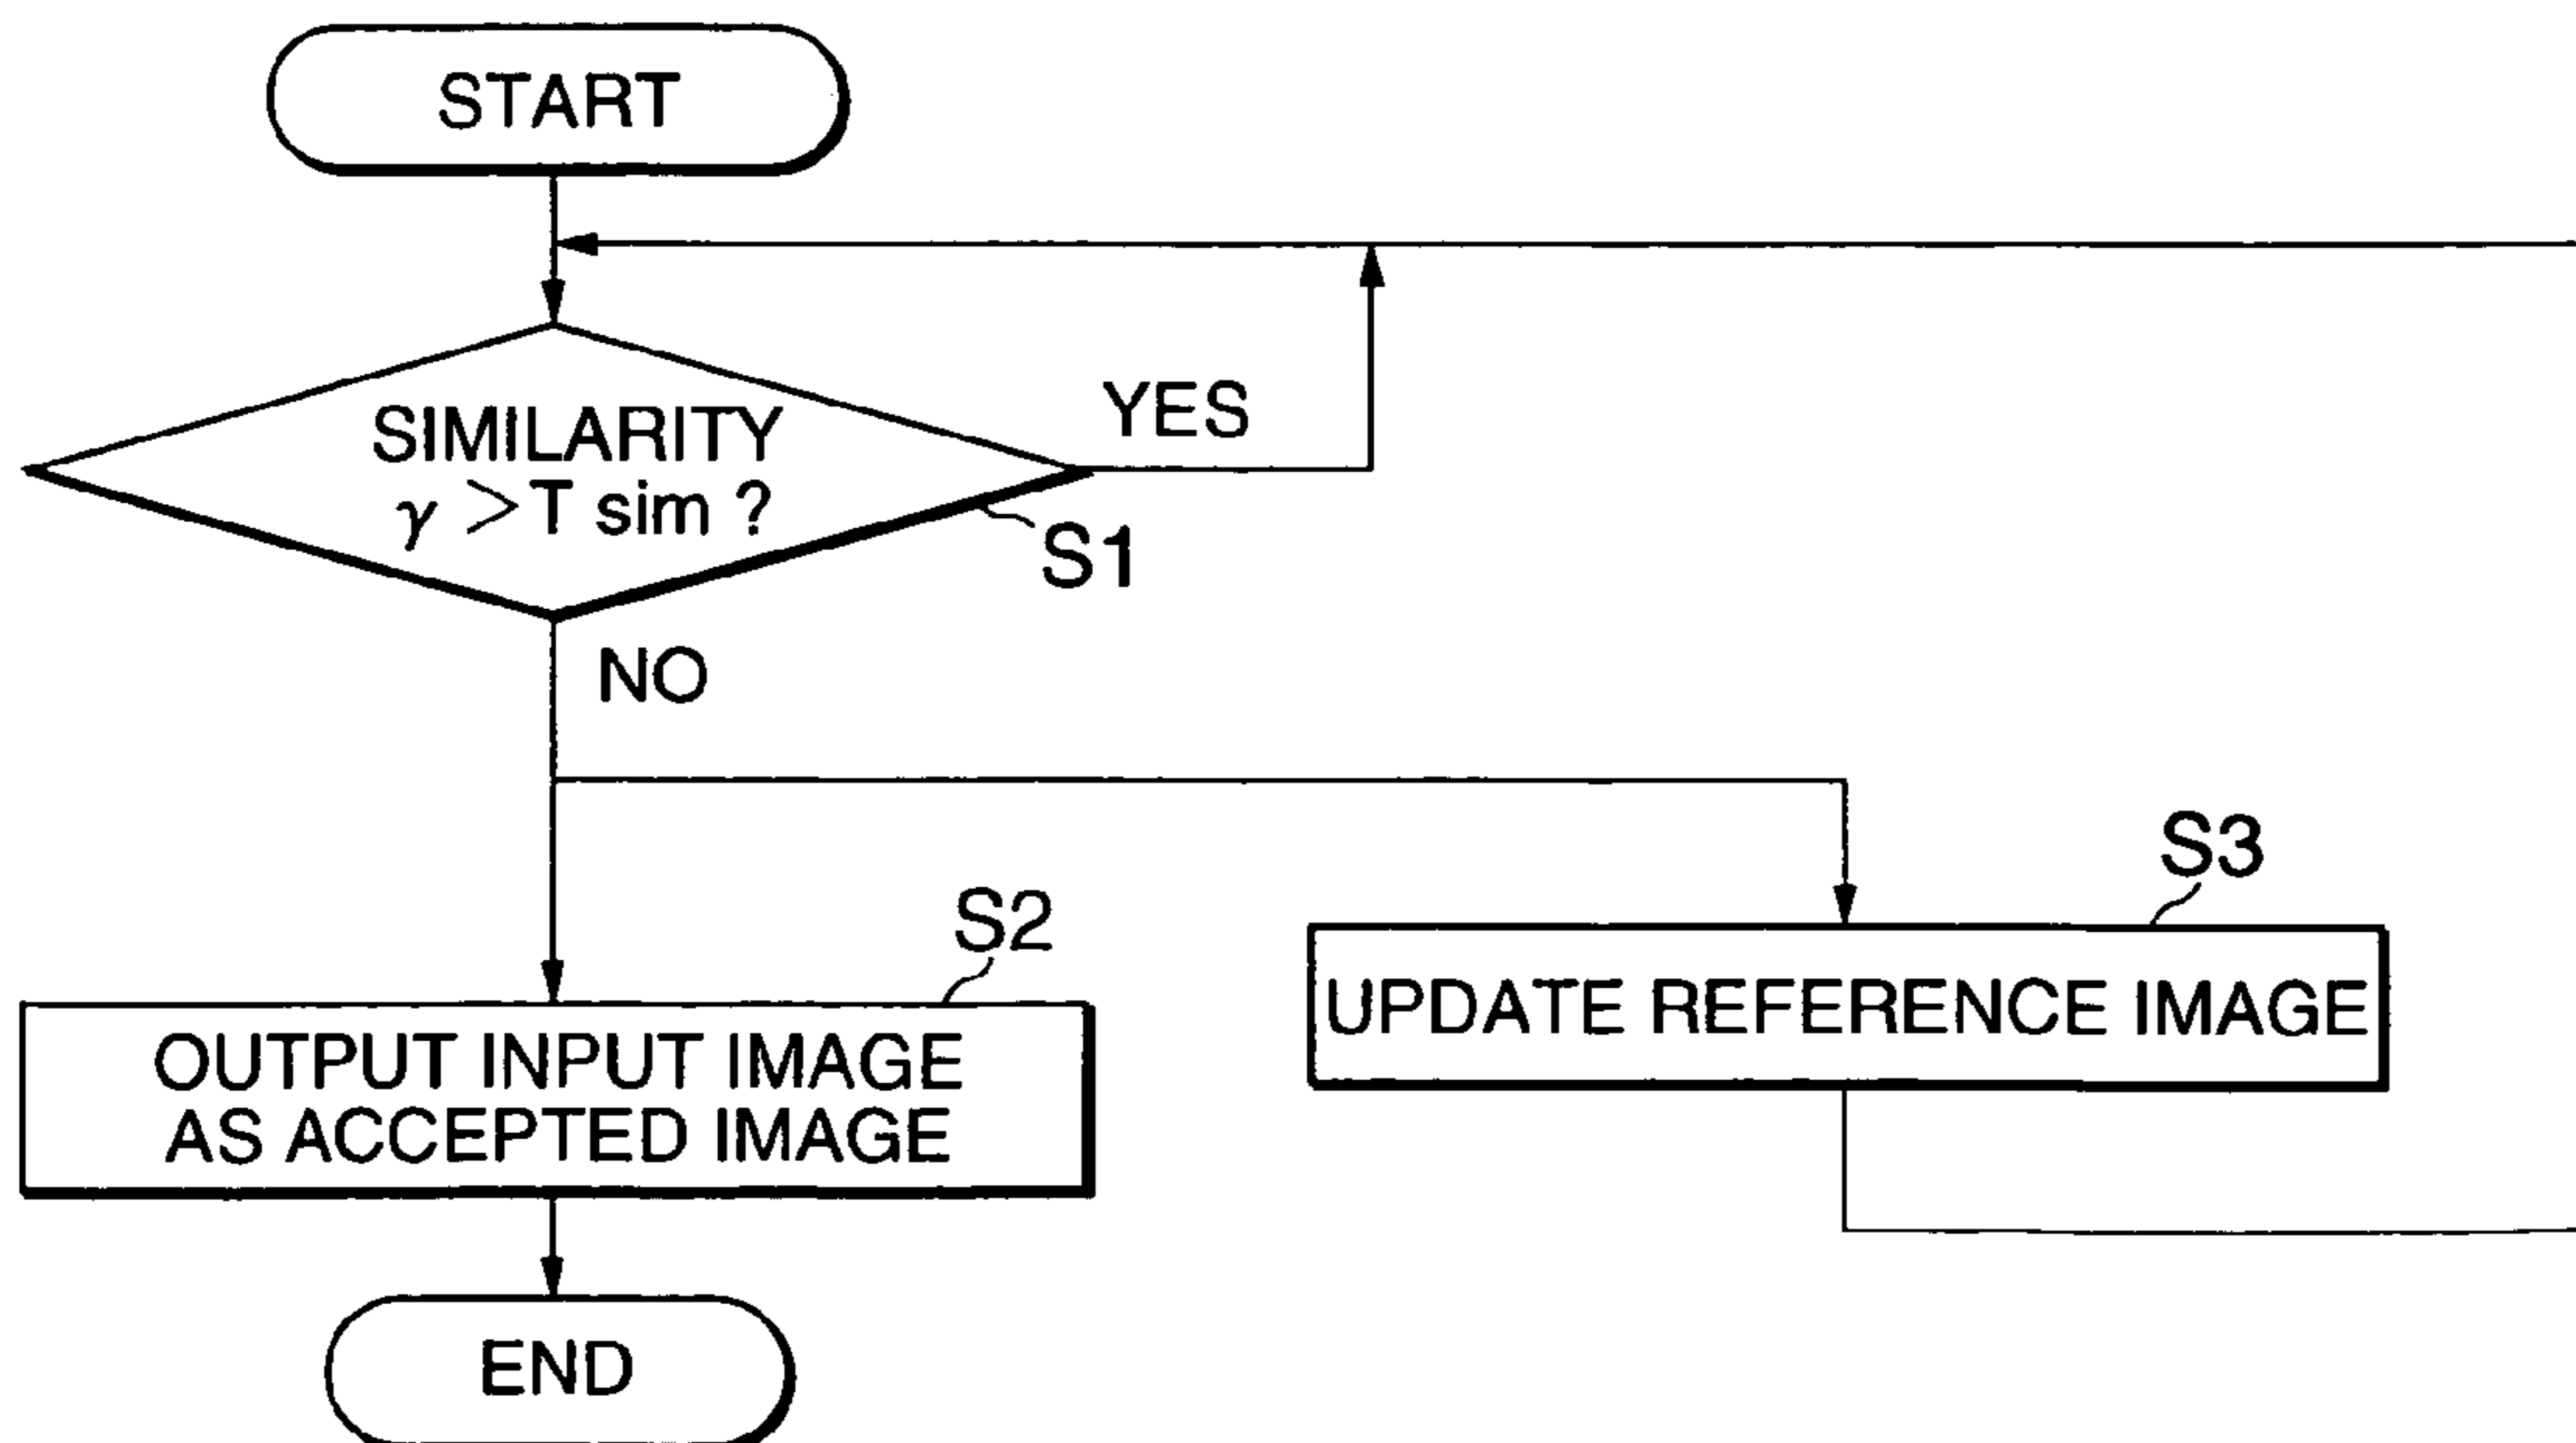 START
SIMILARITY
γ > T sim ?
YES
S1
NO
S2
S3
OUTPUT INPUT IMAGE
AS ACCEPTED IMAGE
UPDATE REFERENCE IMAGE
END